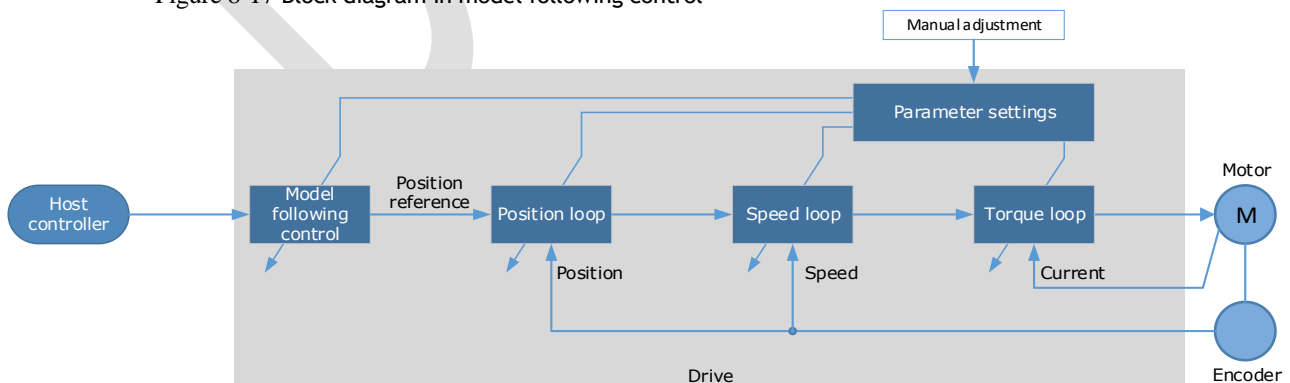 Figure 8-17 Block diagram in model following control
Manual adjustment
Parameter settings
Motor
Host
controller
Model
following
control
Position
reference
Position loop
Speed loop
Torque loop
M
Position
Speed
Current
Drive
Encoder